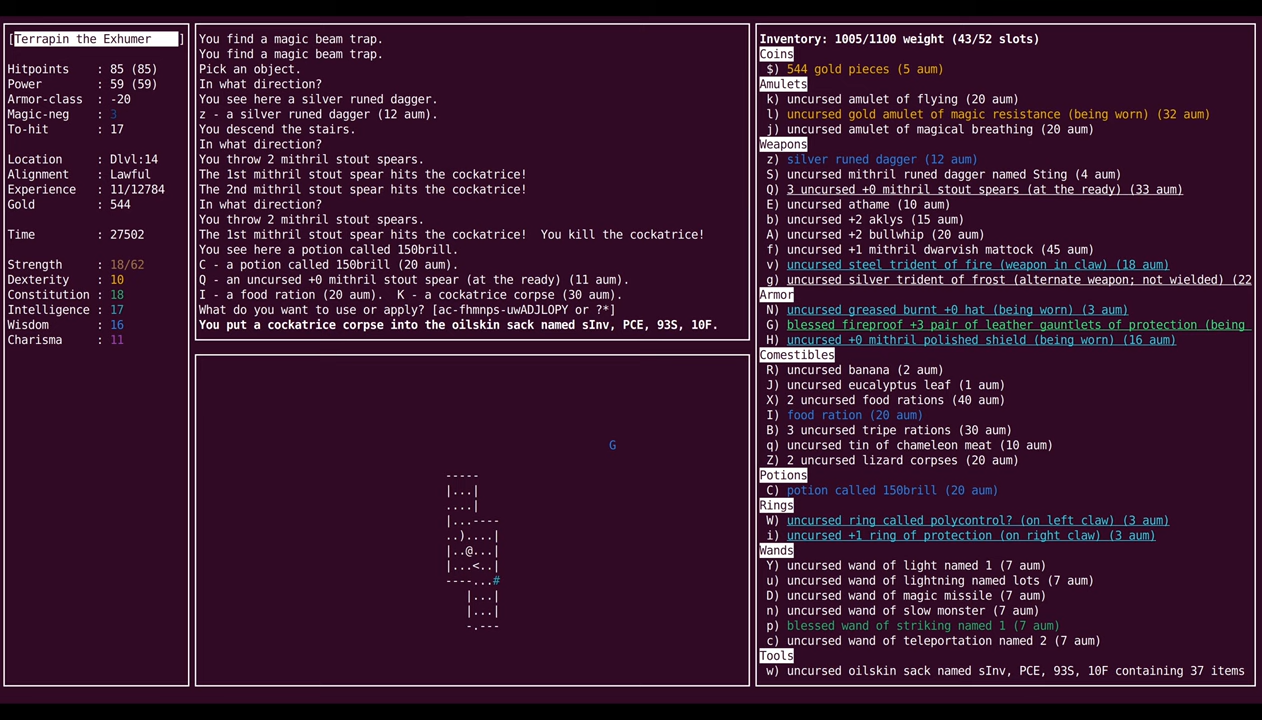 [Terrapin the Exhumer    ]
Hitpoints    : 85 (85)
Power        : 59 (59)
Armor-class  : -20
Magic-neg    : 3
To-hit       : 17
Location     : Dlvl:14
Alignment    : Lawful
Experience   : 11/12784
Gold         : 544
Time         : 27502
Strength     : 18/62
Dexterity    : 10
Constitution : 18
Intelligence : 17
Wisdom       : 16
Charisma     : 11
You find a magic beam trap.
You find a magic beam trap.
Pick an object.
In what direction?
You see here a silver runed dagger.
z - a silver runed dagger (12 aum).
You descend the stairs.
In what direction?
You throw 2 mithril stout spears.
The 1st mithril stout spear hits the cockatrice!
The 2nd mithril stout spear hits the cockatrice!
In what direction?
You throw 2 mithril stout spears.
The 1st mithril stout spear hits the cockatrice!  You kill the cockatrice!
You see here a potion called 150brill.
C - a potion called 150brill (20 aum).
Q - an uncursed +0 mithril stout spear (at the ready) (11 aum).
I - a food ration (20 aum).  K - a cockatrice corpse (30 aum).
What do you want to use or apply? [ac-fhmnps-uwADJLOPY or ?*]
You put a cockatrice corpse into the oilskin sack named sInv, PCE, 93S, 10F.
G
-----
|...|
....|
|...----
..)....|
|..@...|
|...<..|
----...#
|...|
|...|
-.---
Inventory: 1005/1100 weight (43/52 slots)
Coins
$) 544 gold pieces (5 aum)
Amulets
k) uncursed amulet of flying (20 aum)
l) uncursed gold amulet of magic resistance (being worn) (32 aum)
j) uncursed amulet of magical breathing (20 aum)
Weapons
z) silver runed dagger (12 aum)
S) uncursed mithril runed dagger named Sting (4 aum)
Q) 3 uncursed +0 mithril stout spears (at the ready) (33 aum)
E) uncursed athame (10 aum)
b) uncursed +2 aklys (15 aum)
A) uncursed +2 bullwhip (20 aum)
f) uncursed +1 mithril dwarvish mattock (45 aum)
v) uncursed steel trident of fire (weapon in claw) (18 aum)
g) uncursed silver trident of frost (alternate weapon; not wielded) (22
Armor
N) uncursed greased burnt +0 hat (being worn) (3 aum)
G) blessed fireproof +3 pair of leather gauntlets of protection (being
H) uncursed +0 mithril polished shield (being worn) (16 aum)
Comestibles
R) uncursed banana (2 aum)
J) uncursed eucalyptus leaf (1 aum)
X) 2 uncursed food rations (40 aum)
I) food ration (20 aum)
B) 3 uncursed tripe rations (30 aum)
q) uncursed tin of chameleon meat (10 aum)
Z) 2 uncursed lizard corpses (20 aum)
Potions
C) potion called 150brill (20 aum)
Rings
W) uncursed ring called polycontrol? (on left claw) (3 aum)
i) uncursed +1 ring of protection (on right claw) (3 aum)
Wands
Y) uncursed wand of light named 1 (7 aum)
u) uncursed wand of lightning named lots (7 aum)
D) uncursed wand of magic missile (7 aum)
n) uncursed wand of slow monster (7 aum)
p) blessed wand of striking named 1 (7 aum)
c) uncursed wand of teleportation named 2 (7 aum)
Tools
w) uncursed oilskin sack named sInv, PCE, 93S, 10F containing 37 items